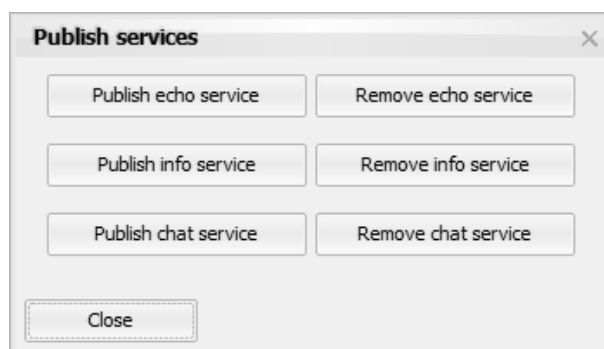 Publish services
Publish echo service Remove echo service
Publish info service Remove info service
Publish chat service Remove chat service
Close